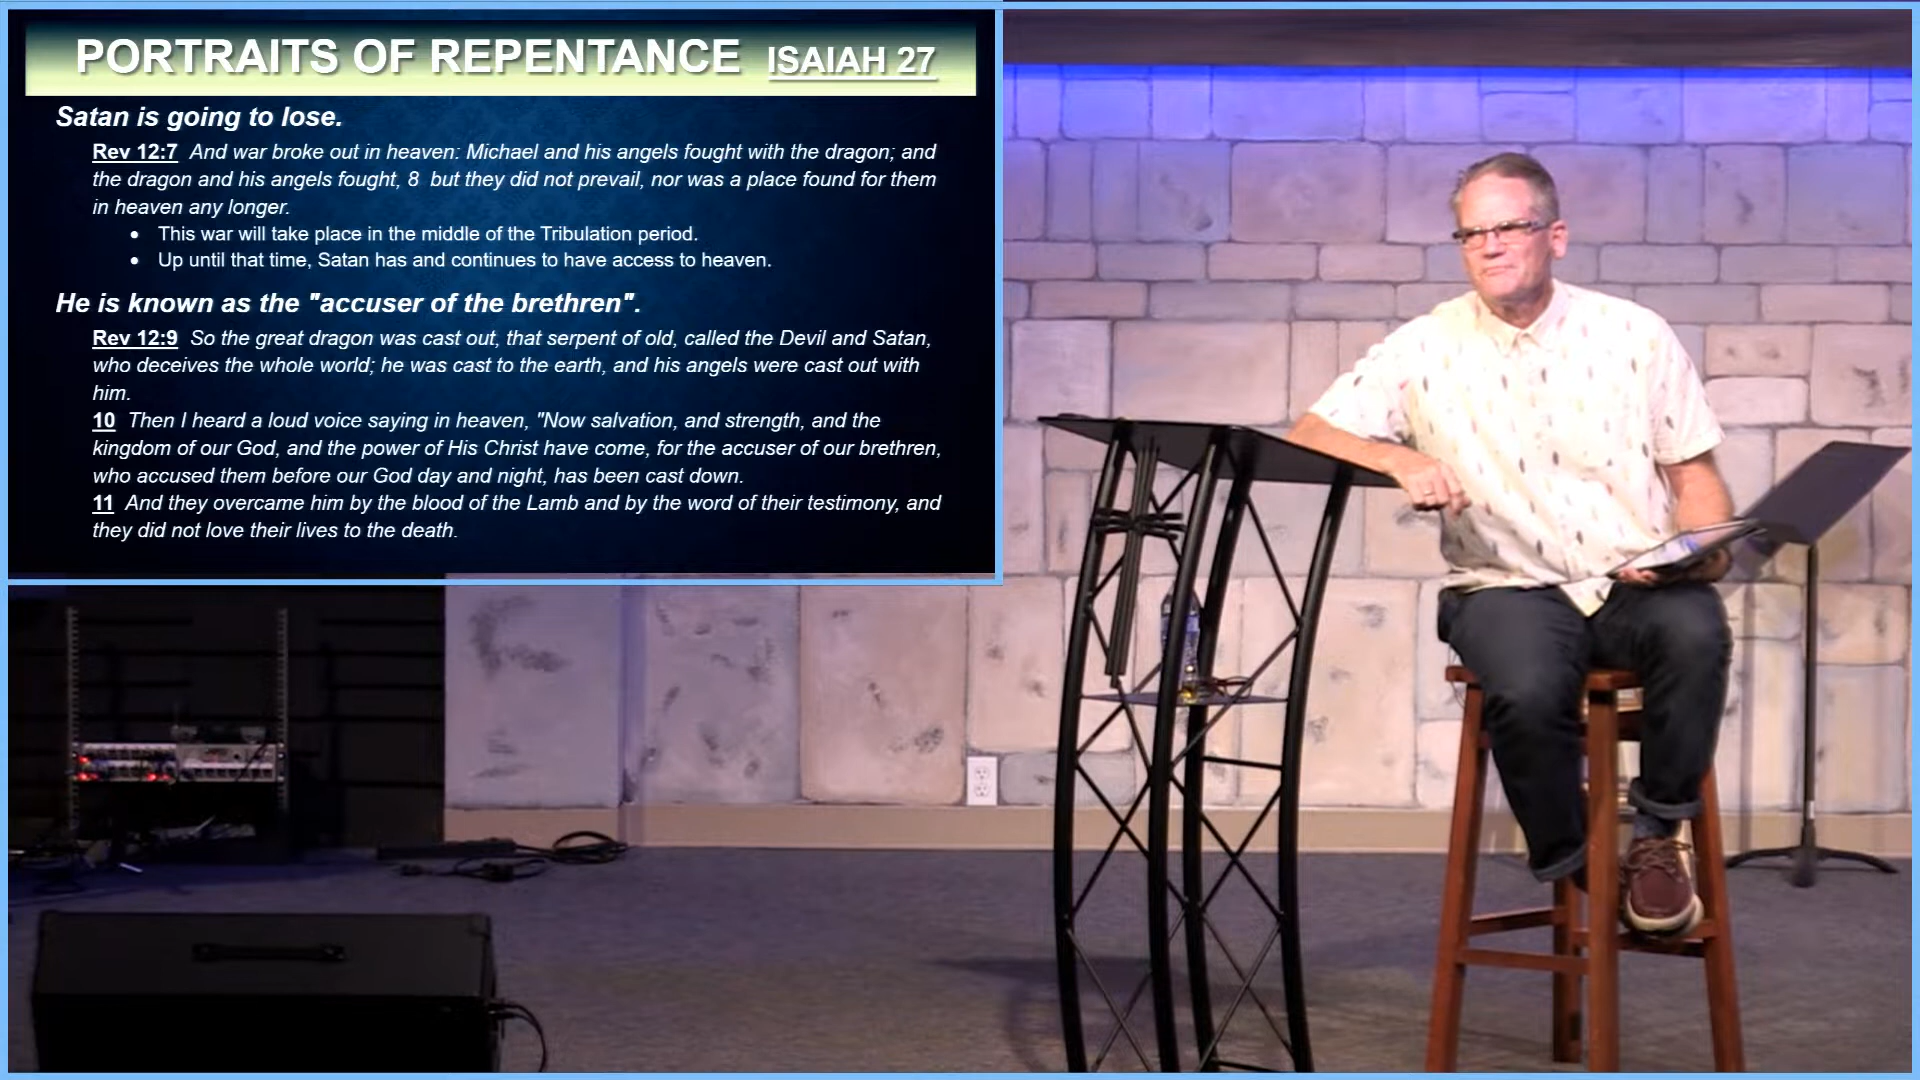 PORTRAITS OF REPENTANCE ISAIAH 27
Satan is going to lose.
Rev 12:7 And war broke out in heaven: Michael and his angels fought with the dragon; and
the dragon and his angels fought, 8 but they did not prevail, nor was a place found for them
in heaven any longer.
• This war will take place in the middle of the Tribulation period.
• Up until that time, Satan has and continues to have access to heaven.
He is known as the "accuser of the brethren".
Rev 12:9 So the great dragon was cast out, that serpent of old, called the Devil and Satan,
who deceives the whole world; he was cast to the earth, and his angels were cast out with
him.
10 Then I heard a loud voice saying in heaven, "Now salvation, and strength, and the
kingdom of our God, and the power of His Christ have come, for the accuser of our brethren,
who accused them before our God day and night, has been cast down.
11 And they overcame him by the blood of the Lamb and by the word of their testimony, and
they did not love their lives to the death.